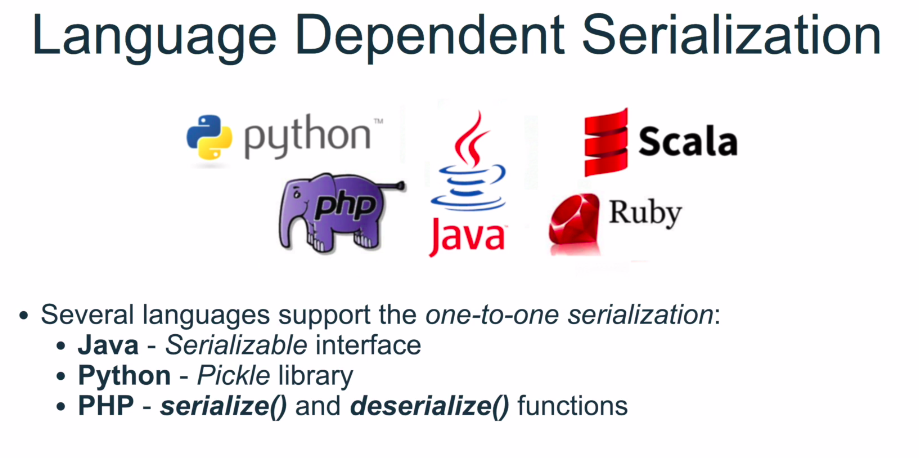 Language Dependent Serialization
python™
Scala
php
Java
Ruby
• Several languages support the one-to-one serialization:
• Java - Serializable interface
• Python - Pickle library
• PHP - serialize() and deserialize() functions